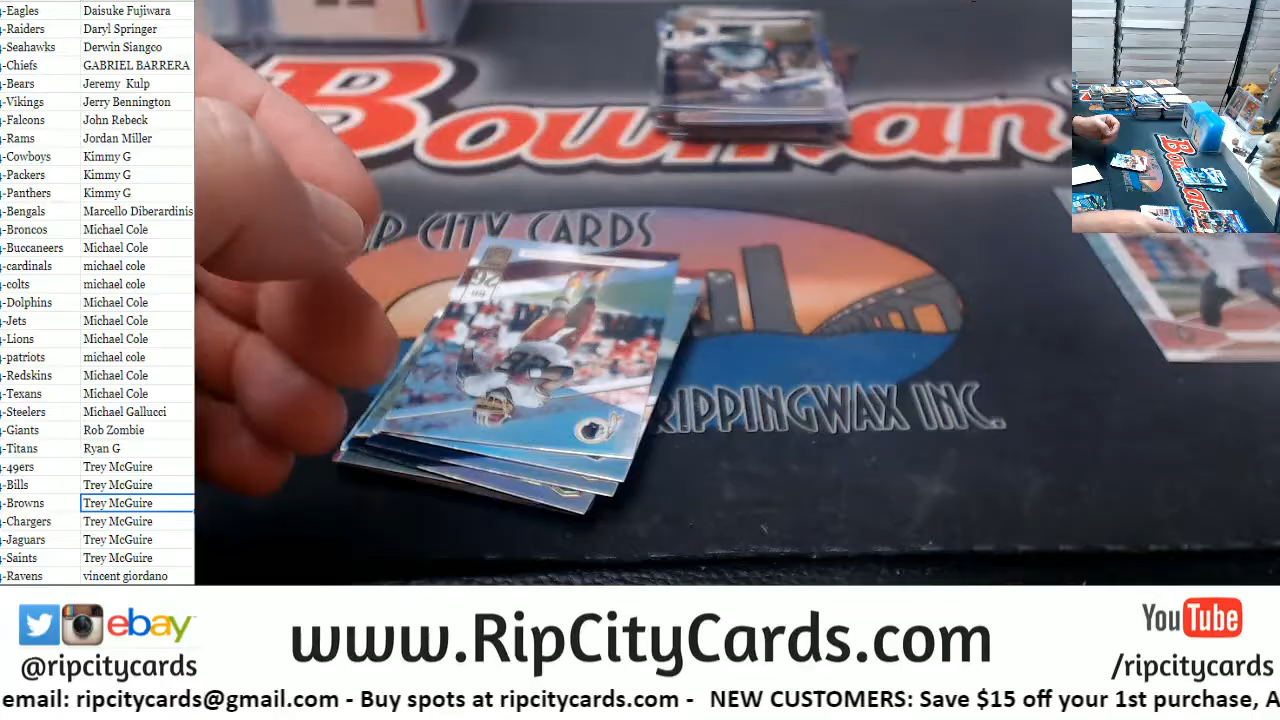 -Eagles Daisuke Fujiwara
-Raiders Daryl Springer
-Seahawks Derwin Siangco
-Chiefs GABRIEL BARRERA
-Bears Jeremy Kulp
-Vikings Jerry Bennington
-Falcons John Rebeck
-Rams Jordan Miller
-Cowboys Kimmy G
-Packers Kimmy G
-Panthers Kimmy G
-Bengals Marcello Diberardinis
-Broncos Michael Cole
-Buccaneers Michael Cole
-cardinals michael cole
-colts michael cole
-Dolphins Michael Cole
-Jets Michael Cole
-Lions Michael Cole
-patriots michael cole
-Redskins Michael Cole
-Texans Michael Cole
-Steelers Michael Gallucci
-Giants Rob Zombie
-Titans Ryan G
-49ers Trey McGuire
-Bills Trey McGuire
-Browns Trey McGuire
-Chargers Trey McGuire
-Jaguars Trey McGuire
-Saints Trey McGuire
-Ravens vincent giordano
Bowman
IP CITY CARDS
RIPPINGWAX INC.
Bowman
ebay
@ripcitycards
www.RipCityCards.com
YouTube
/ripcitycards
email: ripcitycards@gmail.com - Buy spots at ripcitycards.com - NEW CUSTOMERS: Save $15 off your 1st purchase, A